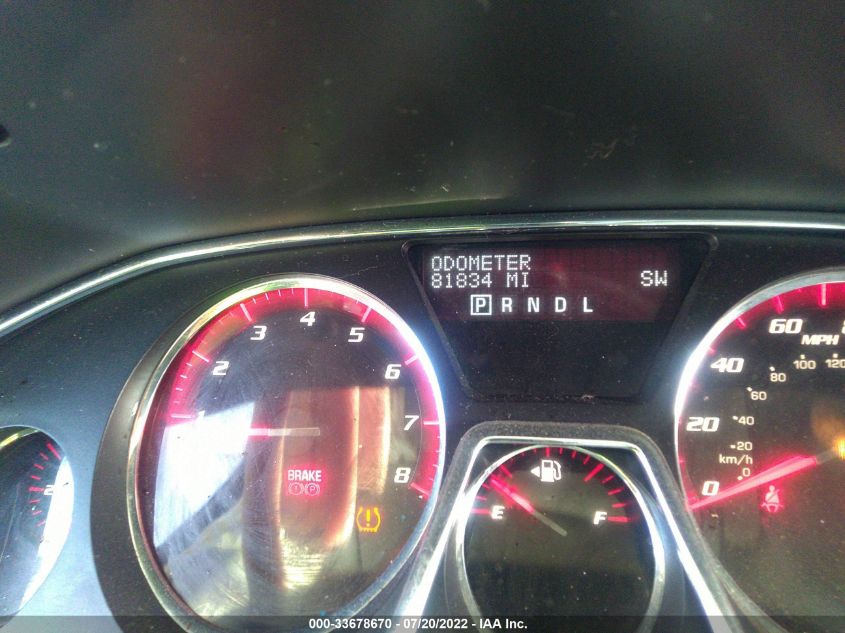 ODOMETER
81834 MI SW
P R N D L
1 2 3 4 5 6 7 8
BRAKE
E F
0 20 40 60
MPH
0 20 40 60 80 100 120
km/h
000-33678670 - 07/20/2022 - IAA Inc.